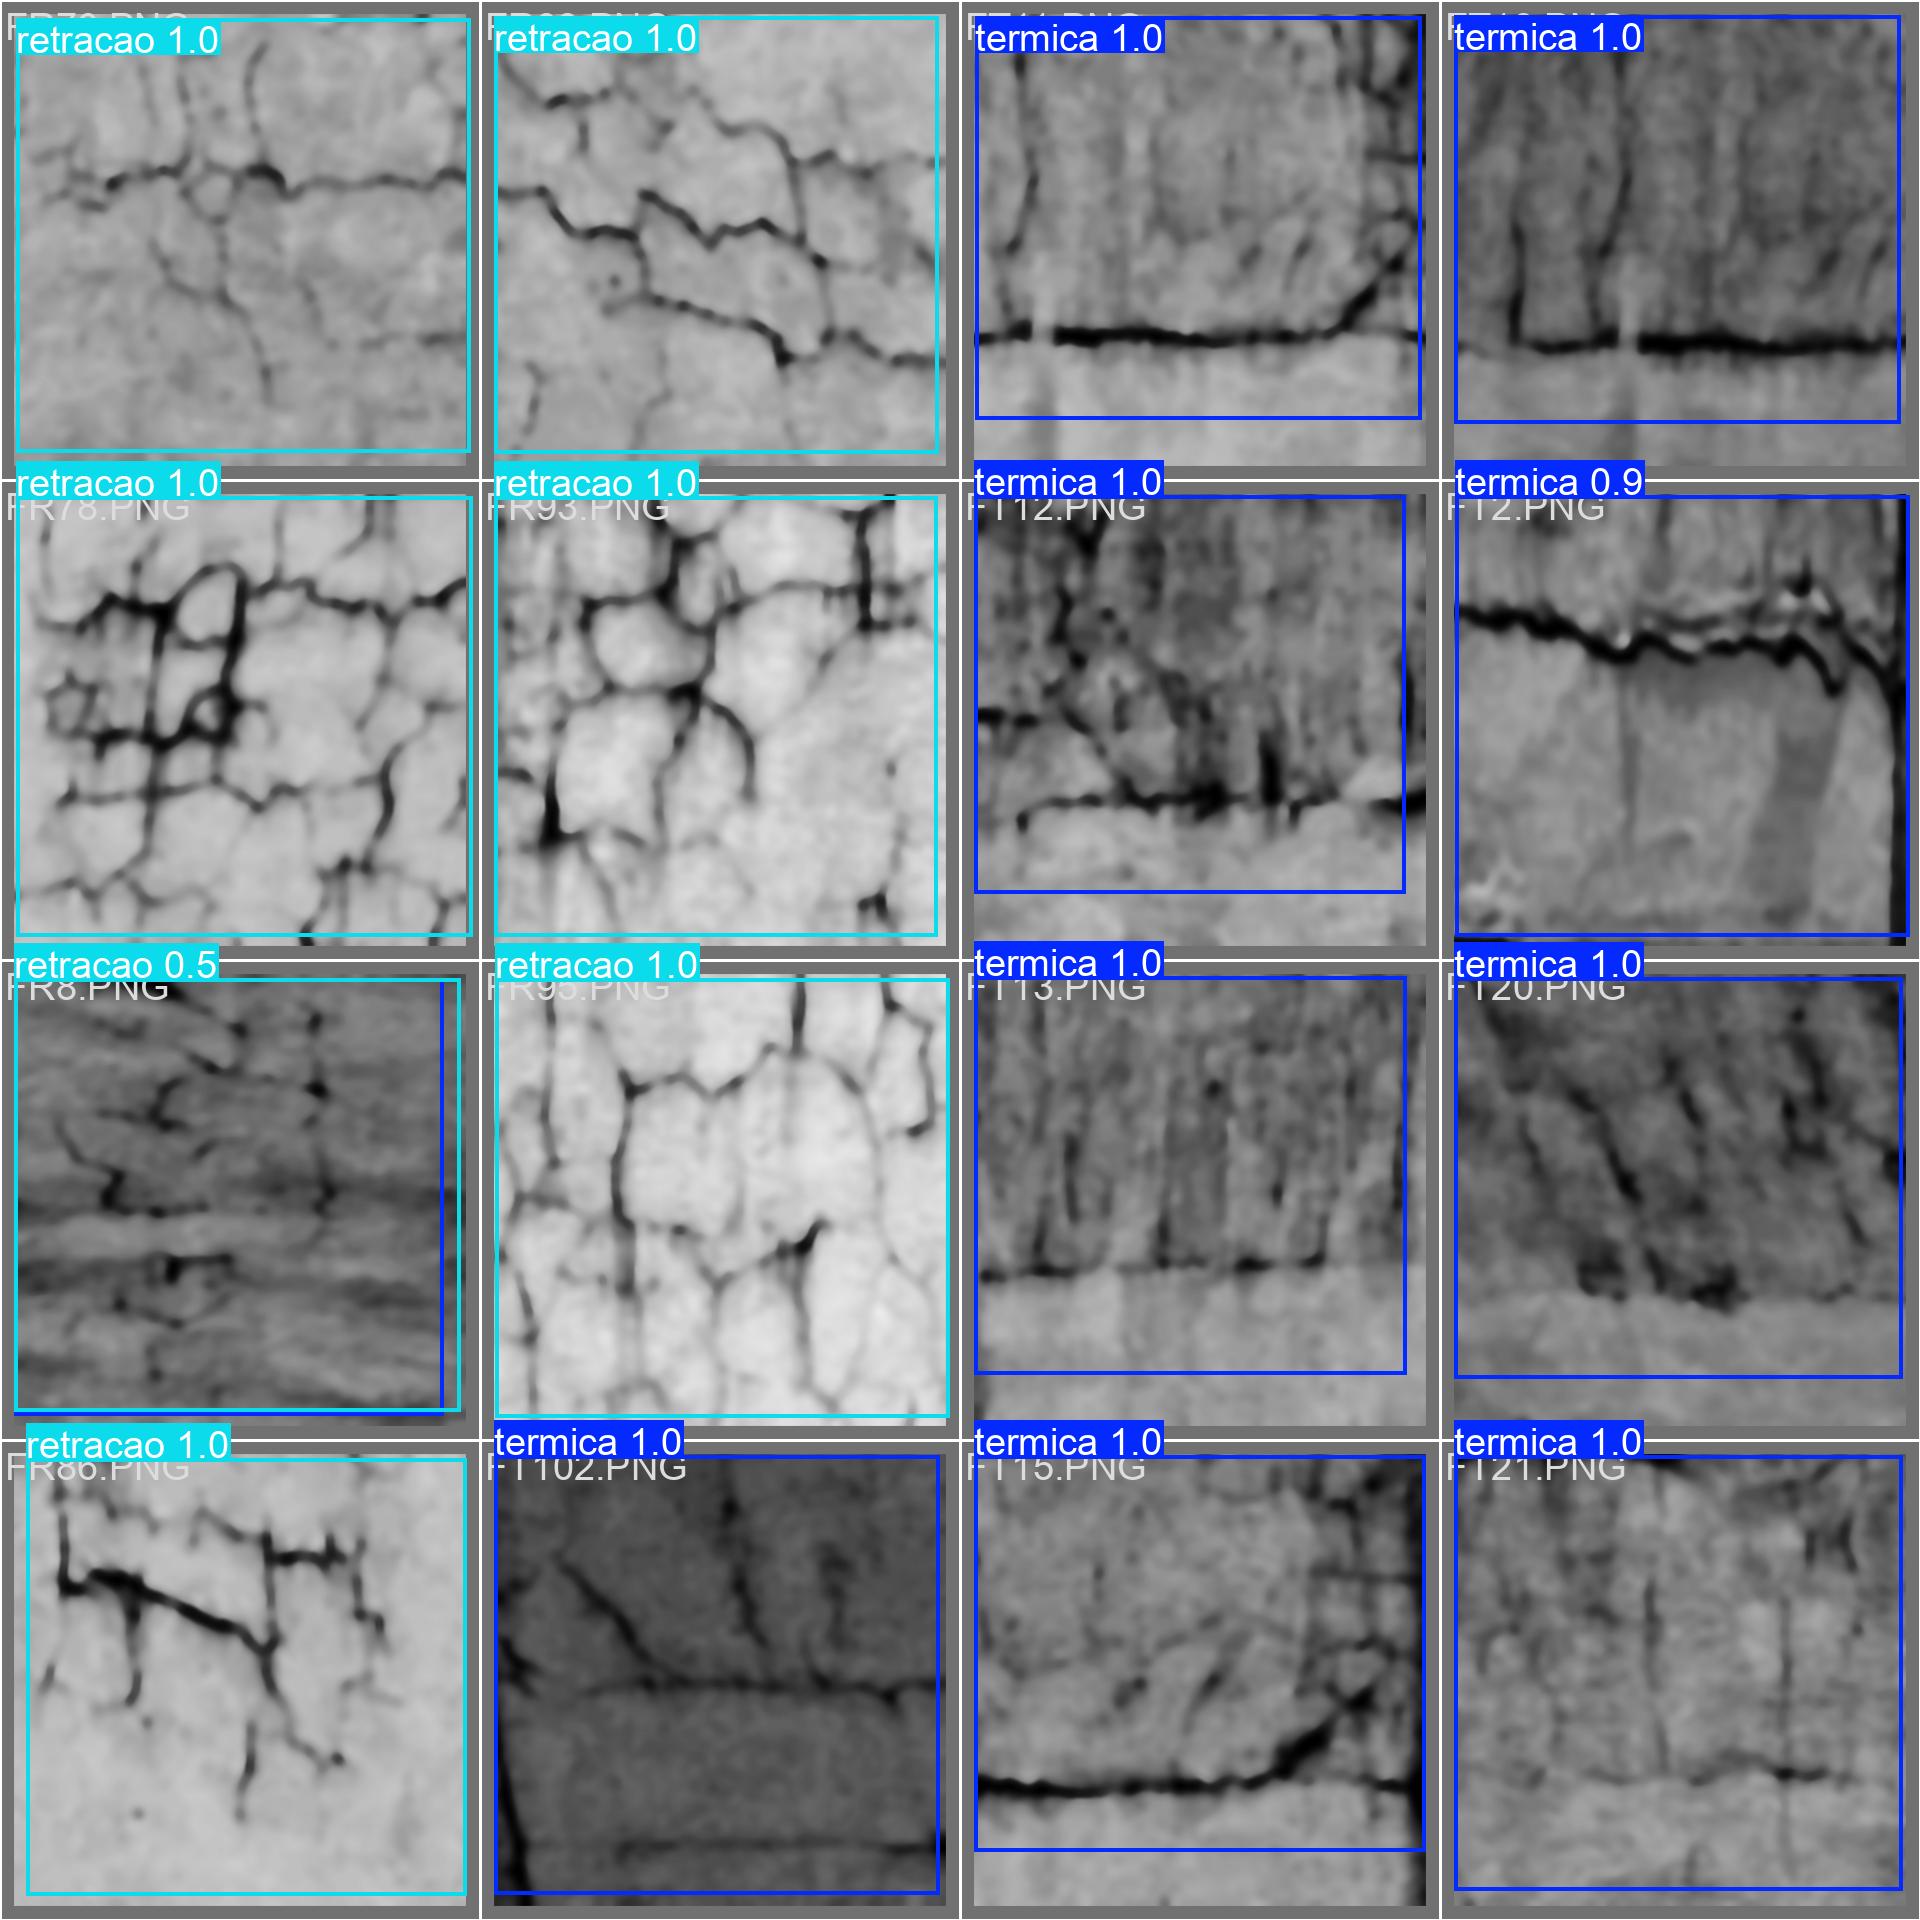 retracao 1.0
retracao 1.0
termica 1.0
termica 1.0
retracao 1.0
FR78.PNG
retracao 1.0
FR93.PNG
termica 1.0
FT12.PNG
termica 0.9
FT2.PNG
retracao 0.5
FR8.PNG
retracao 1.0
FR95.PNG
termica 1.0
FT13.PNG
termica 1.0
FT20.PNG
retracao 1.0
FR86.PNG
termica 1.0
FT102.PNG
termica 1.0
FT15.PNG
termica 1.0
FT21.PNG